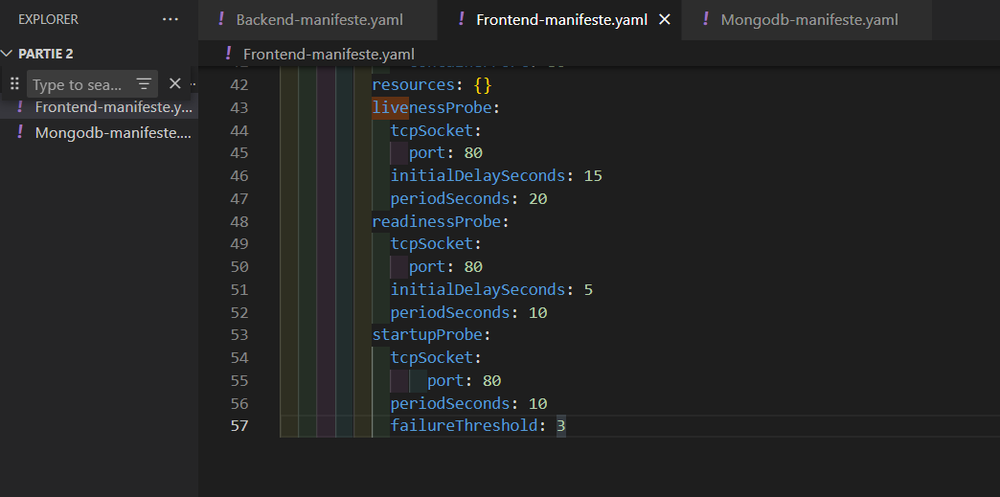 EXPLORER ···
PARTIE 2
Type to sea...
Frontend-manifeste.y...
Mongodb-manifeste....
! Backend-manifeste.yaml
! Frontend-manifeste.yaml
! Mongodb-manifeste.yaml
! Frontend-manifeste.yaml
42 resources: {}
43 livenessProbe:
44 tcpSocket:
45 port: 80
46 initialDelaySeconds: 15
47 periodSeconds: 20
48 readinessProbe:
49 tcpSocket:
50 port: 80
51 initialDelaySeconds: 5
52 periodSeconds: 10
53 startupProbe:
54 tcpSocket:
55 port: 80
56 periodSeconds: 10
57 failureThreshold: 3